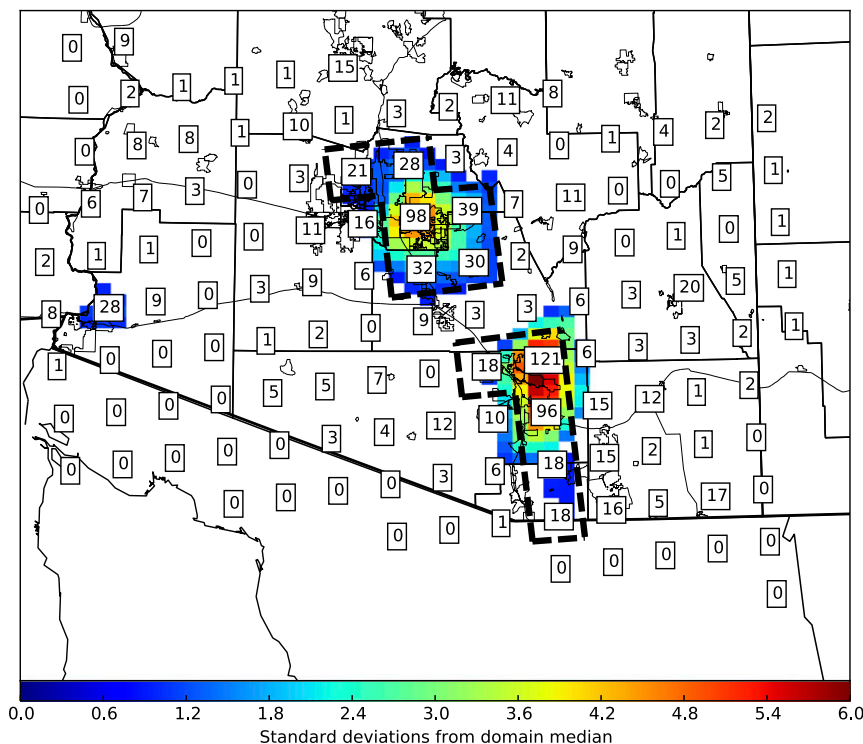 0 9
0 2 1 1 1 15
10 1 3 2 11 8
0 8 8 1 4 0 1 4 2 2
0 6 7 3 0 3 21 28 3 11 0 0 5 1
2 1 1 0 0 11 16 98 39 7 9 0 1 0 1
8 28 9 0 3 9 6 32 30 2 6 3 20 5 1
1 0 0 0 1 2 0 9 3 3 6 3 3 2 1
0 0 0 5 5 7 0 18 121 15 12 1 2
0 0 0 0 3 4 12 10 96 15 2 1 0
0 0 0 0 3 6 18 16 5 17 0
0 0 1 18 0 0 0 0 0
0
0.0 0.6 1.2 1.8 2.4 3.0 3.6 4.2 4.8 5.4 6.0
Standard deviations from domain median